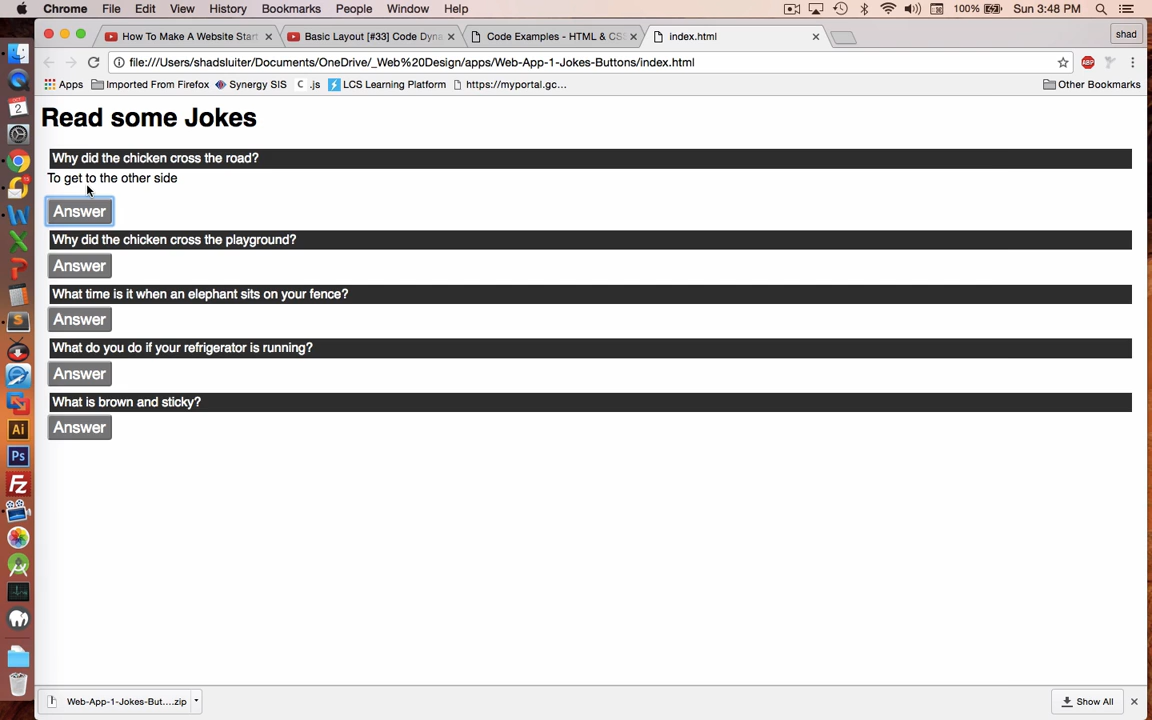 Chrome File Edit View History Bookmarks People Window Help 100% Sun 3:48 PM
How To Make A Website Start Basic Layout [#33] Code Dyna Code Examples - HTML & CSS index.html shad
file:///Users/shadsluiter/Documents/OneDrive/_Web%20Design/apps/Web-App-1-Jokes-Buttons/index.html ABP
Apps Imported From Firefox Synergy SIS C .js LCS Learning Platform https://myportal.gc... Other Bookmarks
Read some Jokes
Why did the chicken cross the road?
To get to the other side
Answer
Why did the chicken cross the playground?
Answer
What time is it when an elephant sits on your fence?
Answer
What do you do if your refrigerator is running?
Answer
What is brown and sticky?
Answer
Ai
Ps
Fz
Web-App-1-Jokes-But....zip Show All